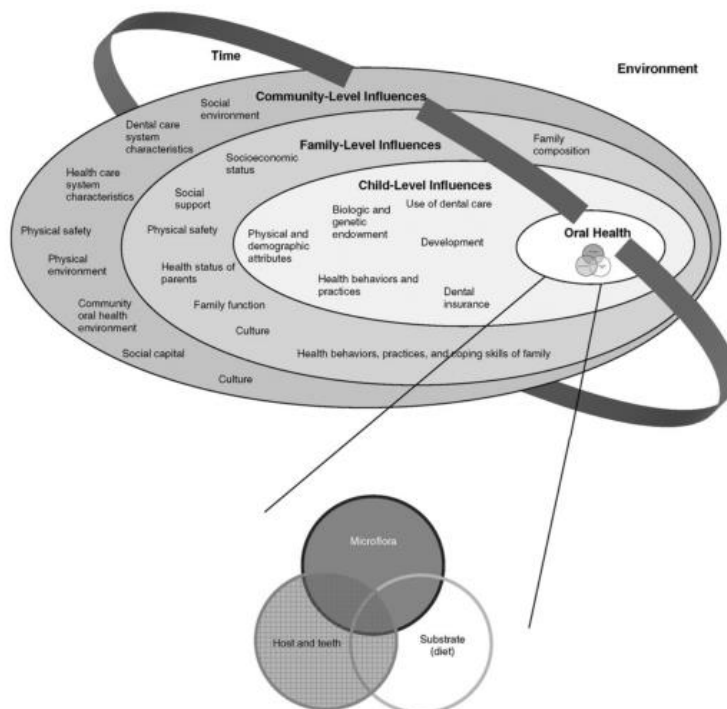 Time
Environment
Community-Level Influences
Social
environment
Dental care
system
characteristics
Health care
system
characteristics
Physical safety
Physical
environment
Community
oral health
environment
Social capital
Culture
Family-Level Influences
Family
composition
Socioeconomic
status
Social
support
Physical safety
Health status of
parents
Family function
Culture
Health behaviors, practices, and coping skills of family
Child-Level Influences
Use of dental care
Biologic and
genetic
endowment
Physical and
demographic
attributes
Development
Health behaviors and
practices
Dental
insurance
Oral Health
Microflora
Host and teeth
Substrate
(diet)